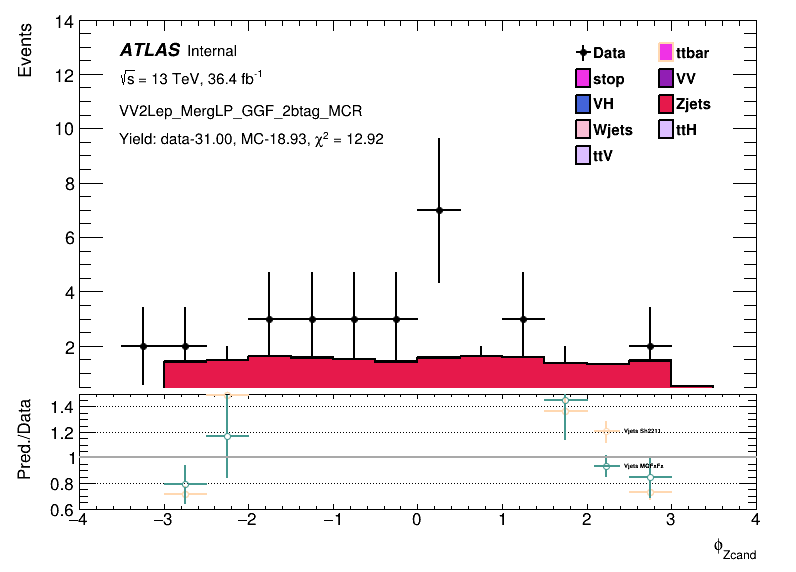 Events
14
12
10
8
6
4
2
ATLAS Internal
√s = 13 TeV, 36.4 fb⁻¹
VV2Lep_MergLP_GGF_2btag_MCR
Yield: data-31.00, MC-18.93, χ² = 12.92
Data
ttbar
stop
VV
VH
Zjets
Wjets
ttH
ttV
Pred./Data
1.4
1.2
1
0.8
0.6
Vjets Sh2211
Vjets MGFxFx
−4
−3
−2
−1
0
1
2
3
4
ϕZcand